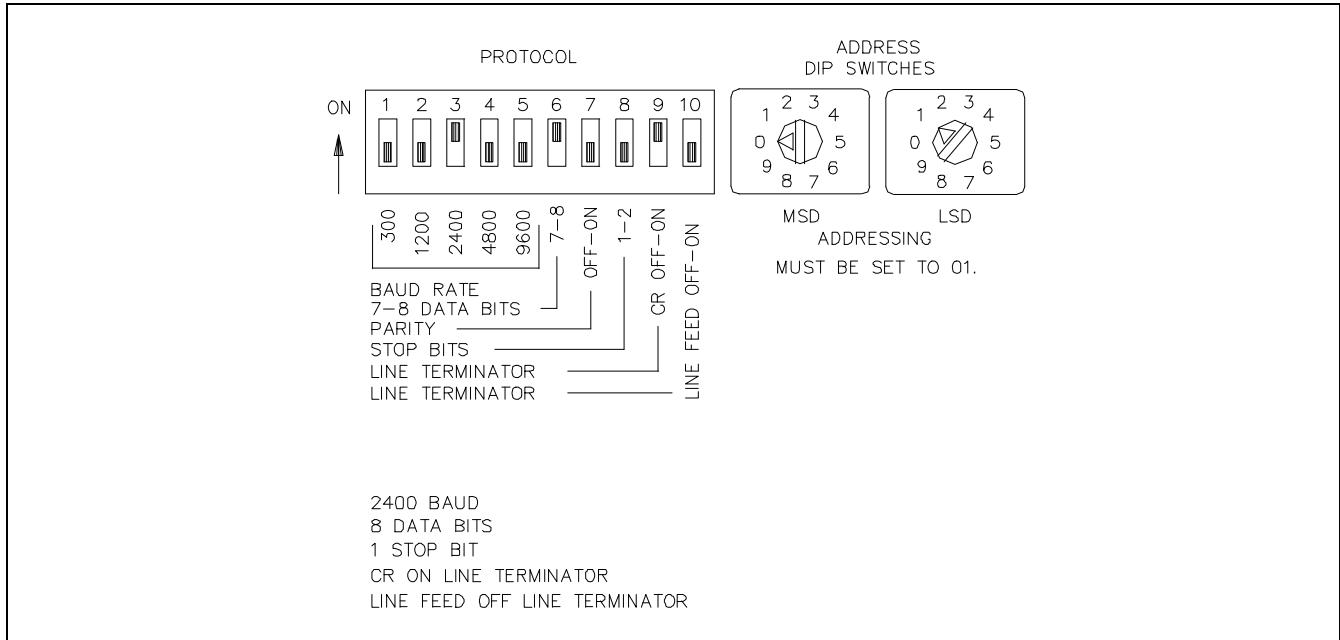 PROTOCOL
ADDRESS
DIP SWITCHES
ON
1 2 3 4 5 6 7 8 9 10
0 1 2 3 4 5 6 7 8 9
0 1 2 3 4 5 6 7 8 9
300
1200
2400
4800
9600
7-8
OFF-ON
1-2
CR OFF-ON
LINE FEED OFF-ON
MSD
LSD
ADDRESSING
MUST BE SET TO 01.
BAUD RATE
7-8 DATA BITS
PARITY
STOP BITS
LINE TERMINATOR
LINE TERMINATOR
2400 BAUD
8 DATA BITS
1 STOP BIT
CR ON LINE TERMINATOR
LINE FEED OFF LINE TERMINATOR